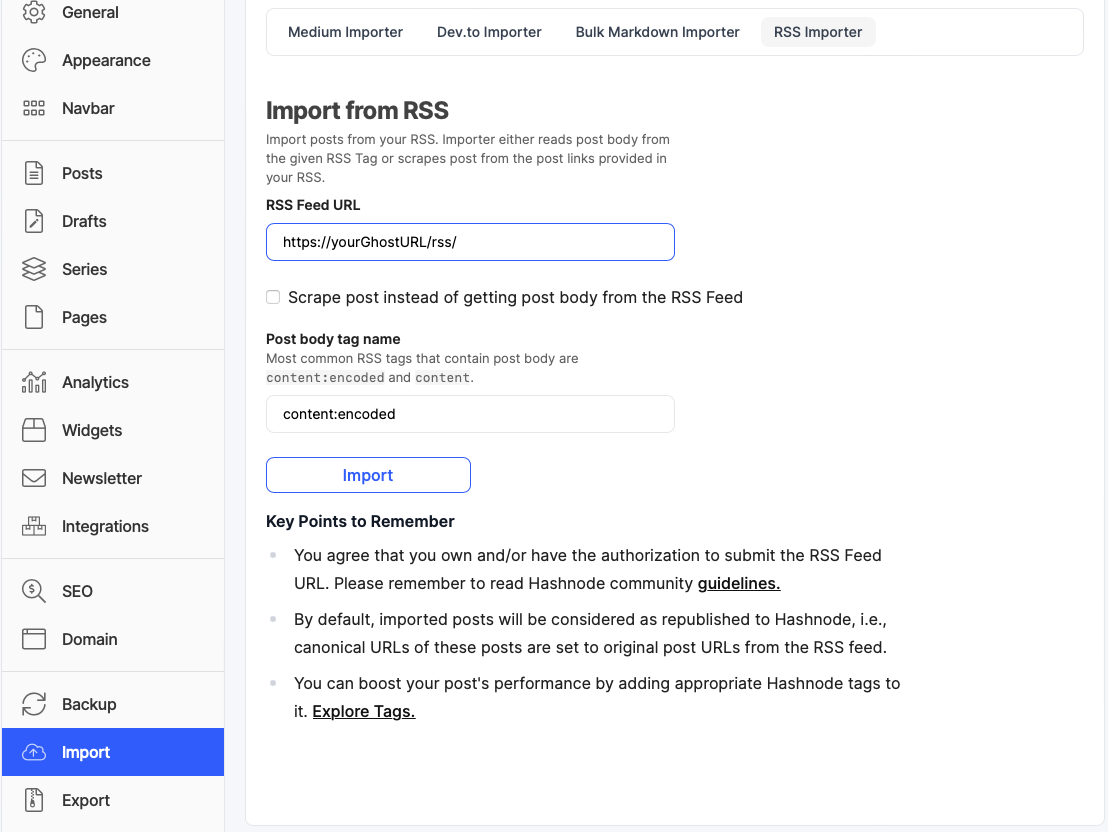 General
Appearance
Navbar
Posts
Drafts
Series
Pages
Analytics
Widgets
Newsletter
Integrations
SEO
Domain
Backup
Import
Export
Medium Importer
Dev.to Importer
Bulk Markdown Importer
RSS Importer
Import from RSS
Import posts from your RSS. Importer either reads post body from
the given RSS Tag or scrapes post from the post links provided in
your RSS.
RSS Feed URL
https://yourGhostURL/rss/
Scrape post instead of getting post body from the RSS Feed
Post body tag name
Most common RSS tags that contain post body are
content:encoded and content.
content:encoded
Import
Key Points to Remember
You agree that you own and/or have the authorization to submit the RSS Feed
URL. Please remember to read Hashnode community guidelines.
By default, imported posts will be considered as republished to Hashnode, i.e.,
canonical URLs of these posts are set to original post URLs from the RSS feed.
You can boost your post's performance by adding appropriate Hashnode tags to
it. Explore Tags.